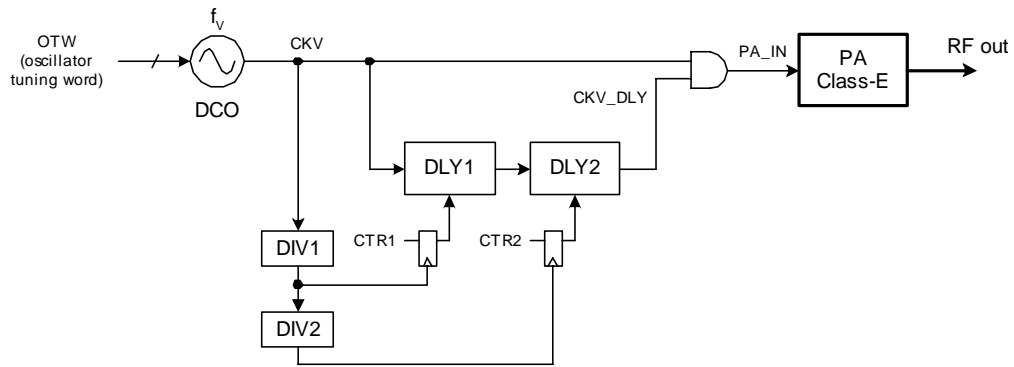 f_V
OTW
(oscillator
tuning word)
DCO
CKV
CKV_DLY
PA_IN
PA
Class-E
RF out
DLY1
DLY2
CTR1
CTR2
DIV1
DIV2